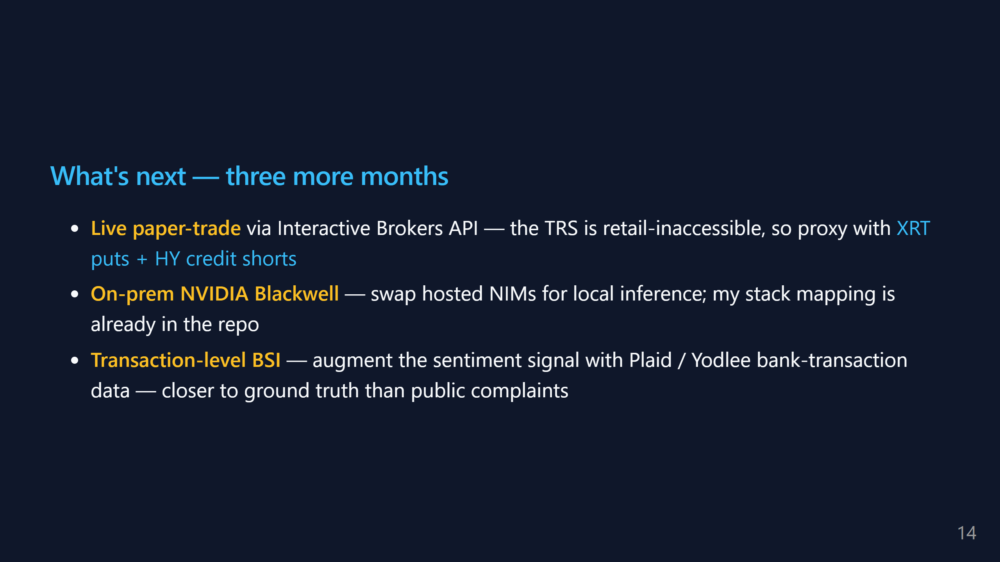 What's next — three more months
• Live paper-trade via Interactive Brokers API — the TRS is retail-inaccessible, so proxy with XRT
puts + HY credit shorts
• On-prem NVIDIA Blackwell — swap hosted NIMs for local inference; my stack mapping is
already in the repo
• Transaction-level BSI — augment the sentiment signal with Plaid / Yodlee bank-transaction
data — closer to ground truth than public complaints
14